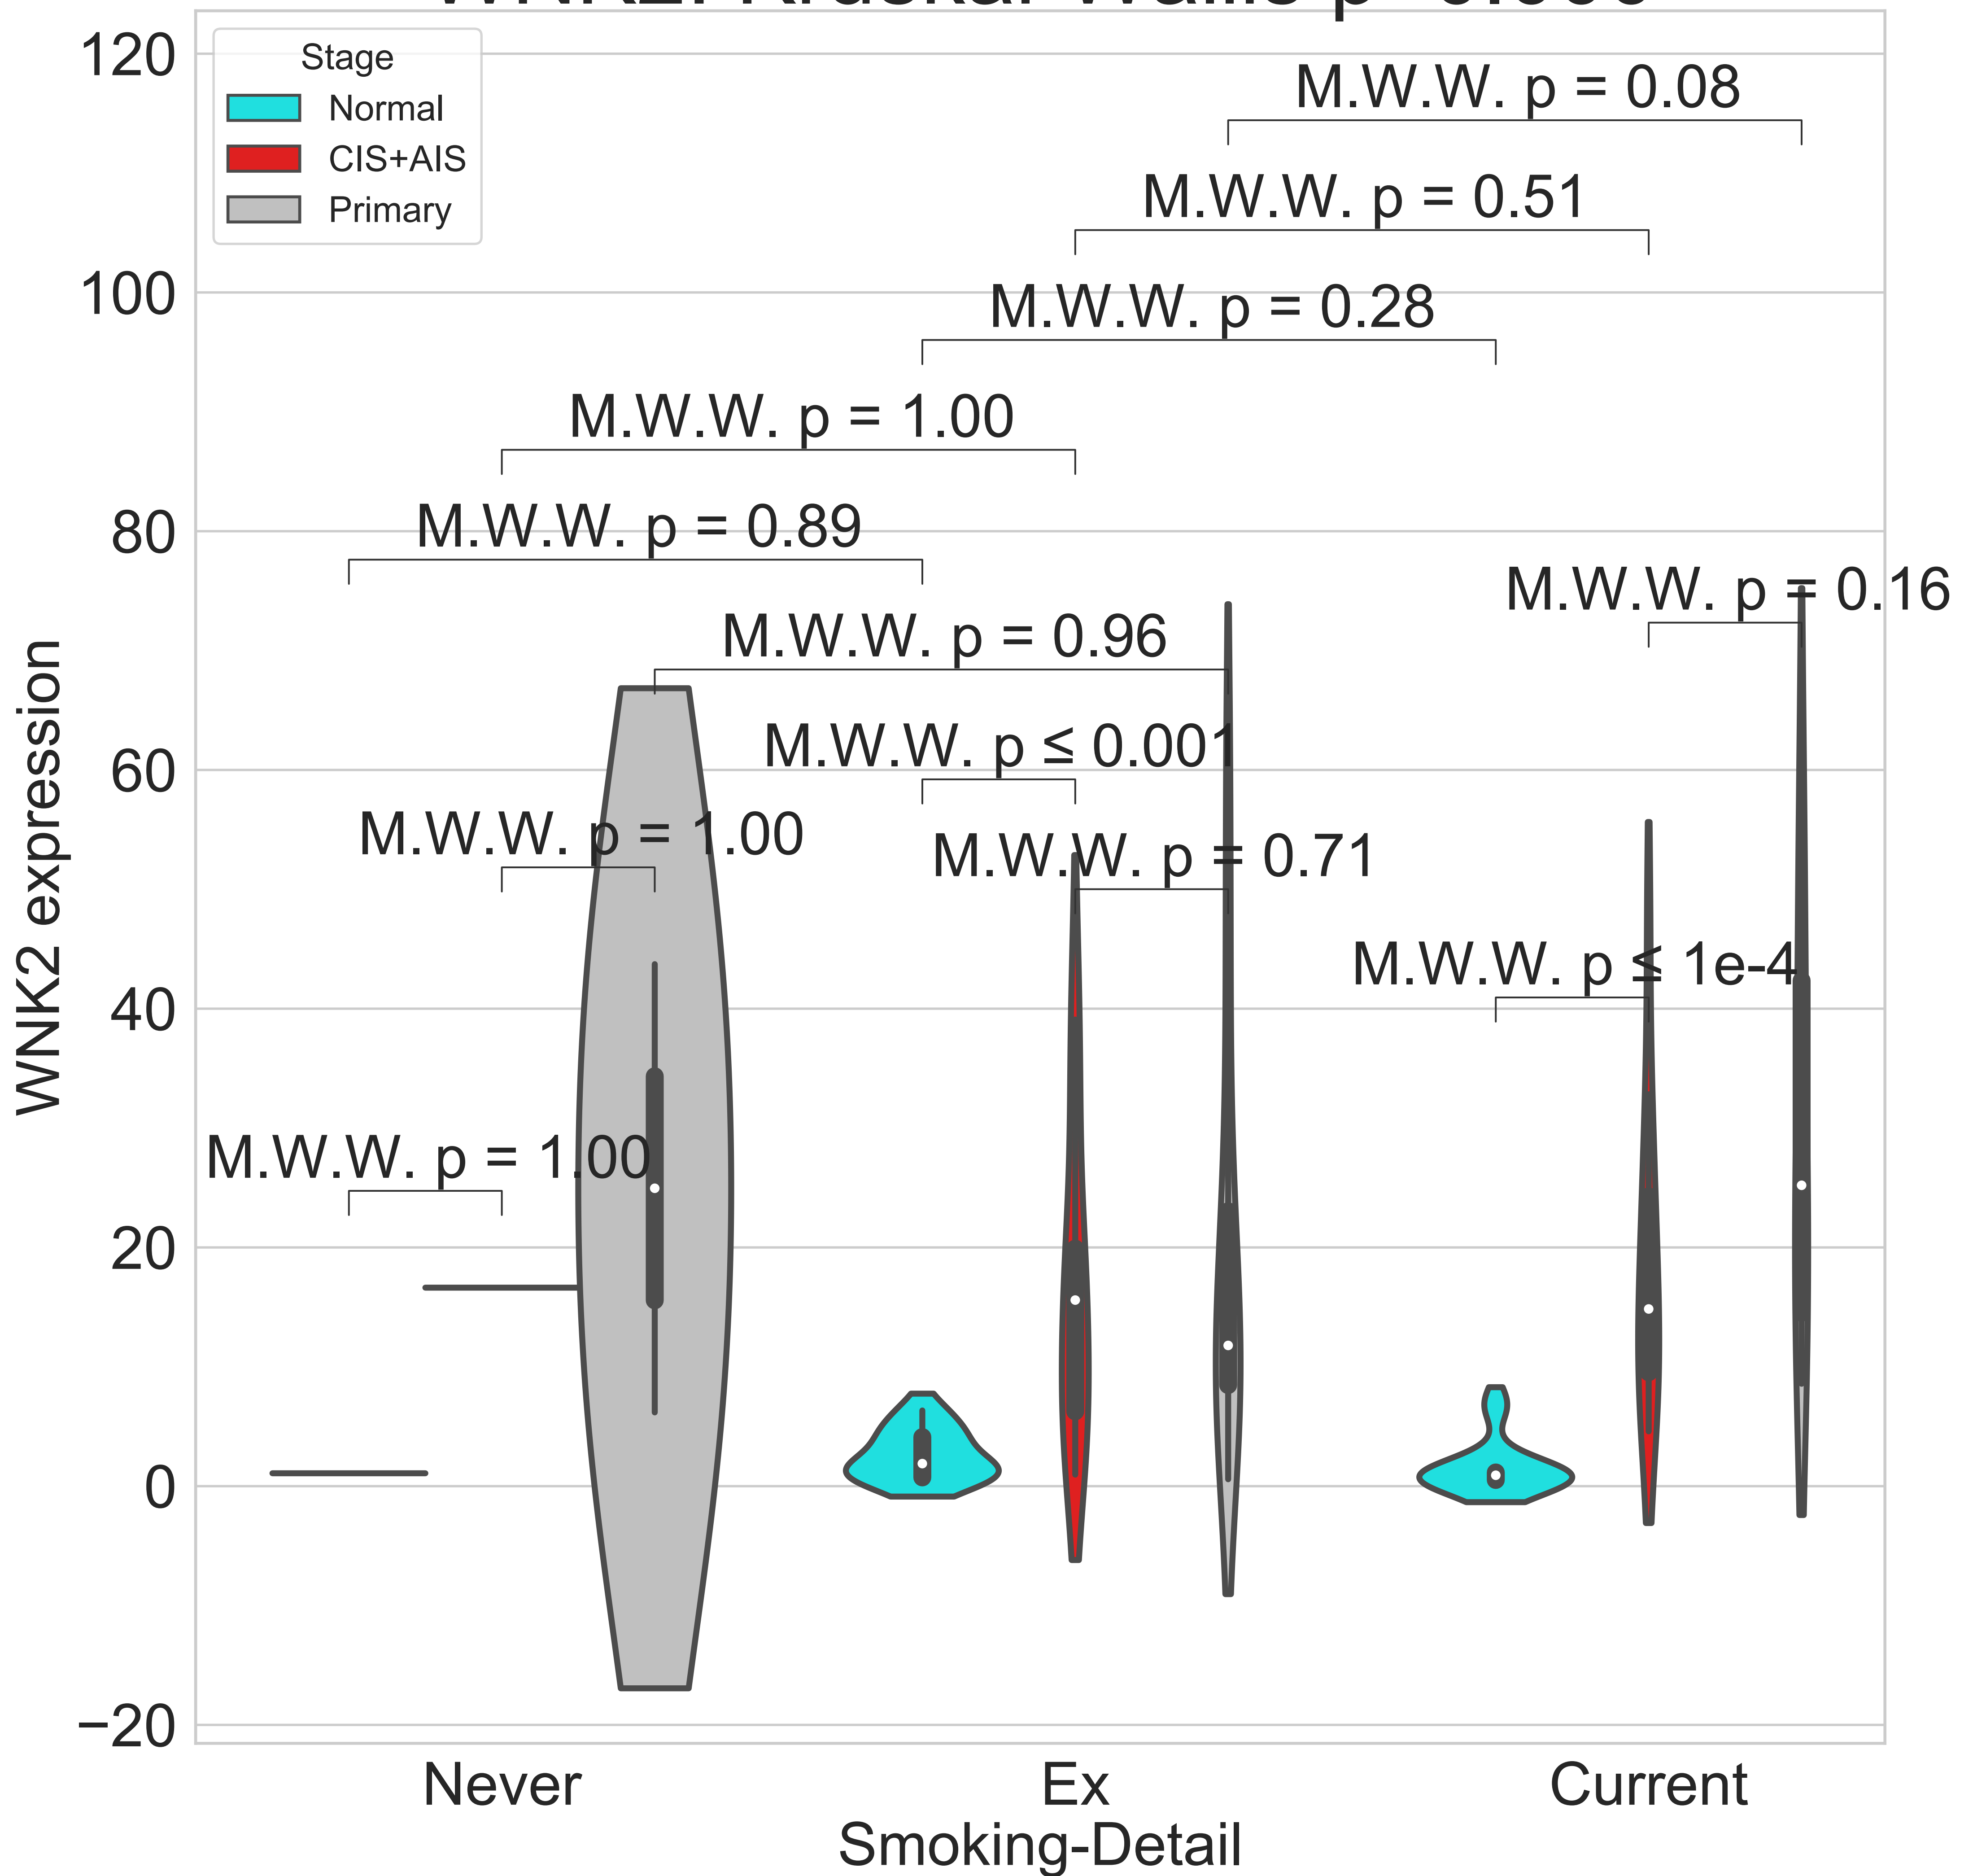 120
Stage
Normal
CIS+AIS
Primary
M.W.W. p = 0.08
M.W.W. p = 0.51
100
M.W.W. p = 0.28
M.W.W. p = 1.00
80
M.W.W. p = 0.89
M.W.W. p = 0.16
M.W.W. p = 0.96
60
M.W.W. p ≤ 0.001
M.W.W. p = 1.00
M.W.W. p = 0.71
40
M.W.W. p ≤ 1e-4
WNK2 expression
M.W.W. p = 1.00
20
0
−20
Never
Ex
Current
Smoking-Detail